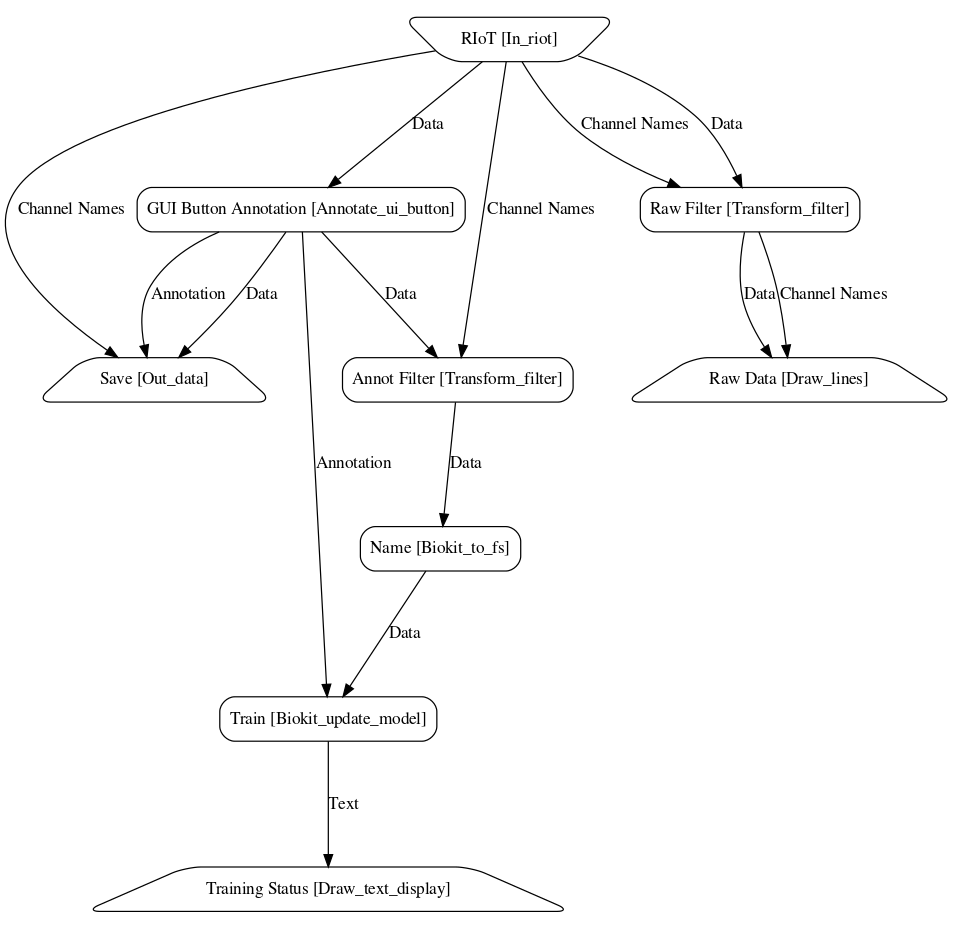 RIoT [In_riot]
Data
Channel Names
Data
Channel Names
GUI Button Annotation [Annotate_ui_button]
Channel Names
Raw Filter [Transform_filter]
Annotation
Data
Data
Data
Channel Names
Save [Out_data]
Annot Filter [Transform_filter]
Raw Data [Draw_lines]
Annotation
Data
Name [Biokit_to_fs]
Data
Train [Biokit_update_model]
Text
Training Status [Draw_text_display]